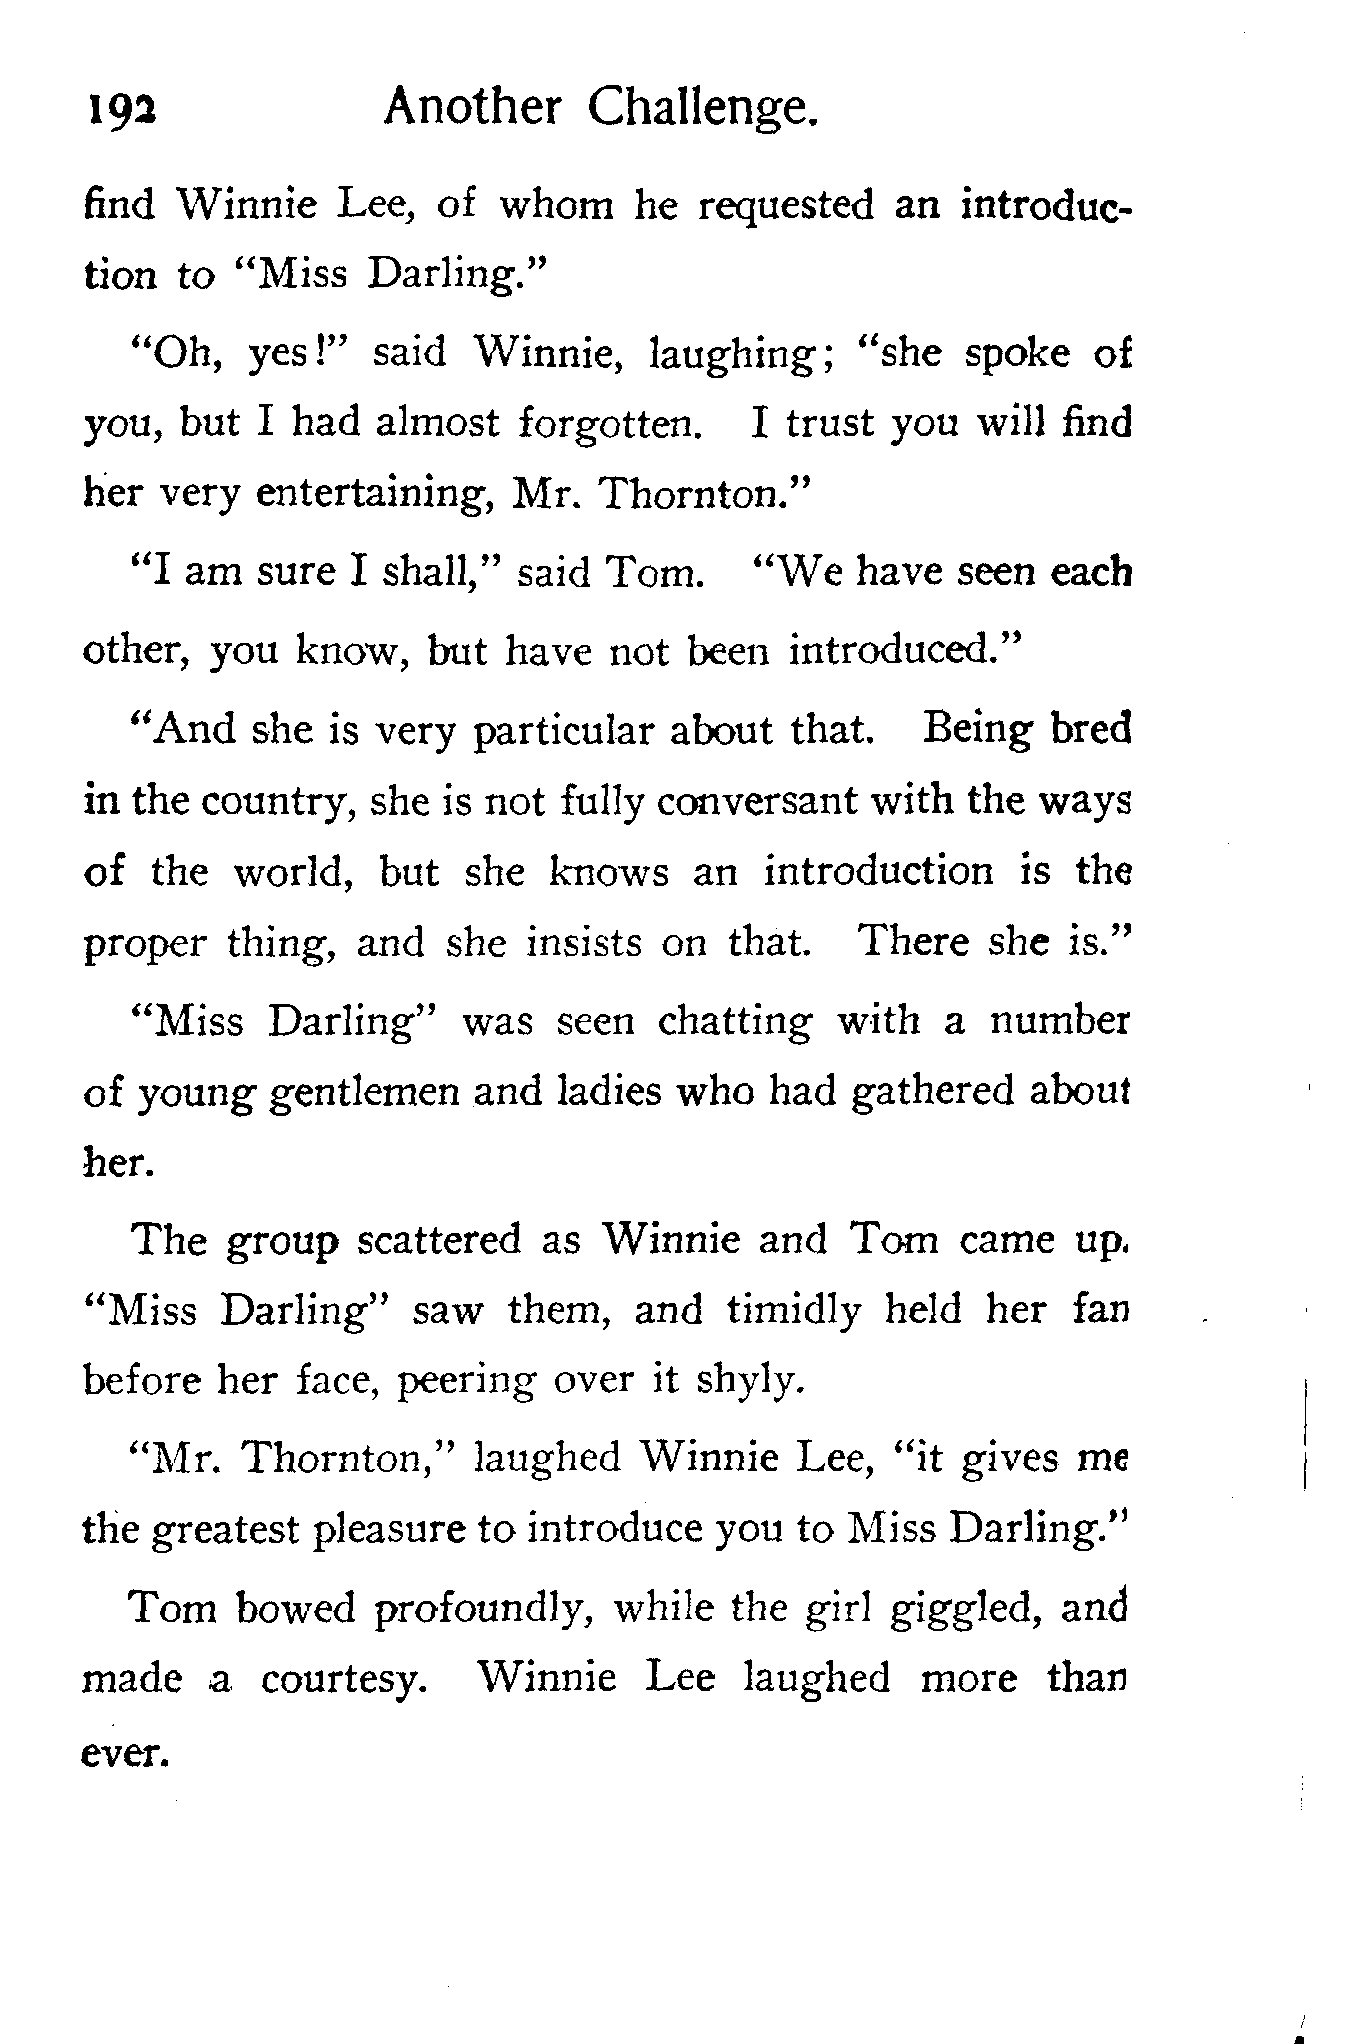 192 Another Challenge.
find Winnie Lee, of whom he requested an introduc-
tion to “Miss Darling.”
“Oh, yes!” said Winnie, laughing; “she spoke of
you, but I had almost forgotten. I trust you will find
her very entertaining, Mr. Thornton.”
“I am sure I shall,” said Tom. “We have seen each
other, you know, but have not been introduced.”
“And she is very particular about that. Being bred
in the country, she is not fully conversant with the ways
of the world, but she knows an introduction is the
proper thing, and she insists on that. There she is.”
“Miss Darling” was seen chatting with a number
of young gentlemen and ladies who had gathered about
her.
The group scattered as Winnie and Tom came up.
“Miss Darling” saw them, and timidly held her fan
before her face, peering over it shyly.
“Mr. Thornton,” laughed Winnie Lee, “it gives me
the greatest pleasure to introduce you to Miss Darling.”
Tom bowed profoundly, while the girl giggled, and
made a courtesy. Winnie Lee laughed more than
ever.